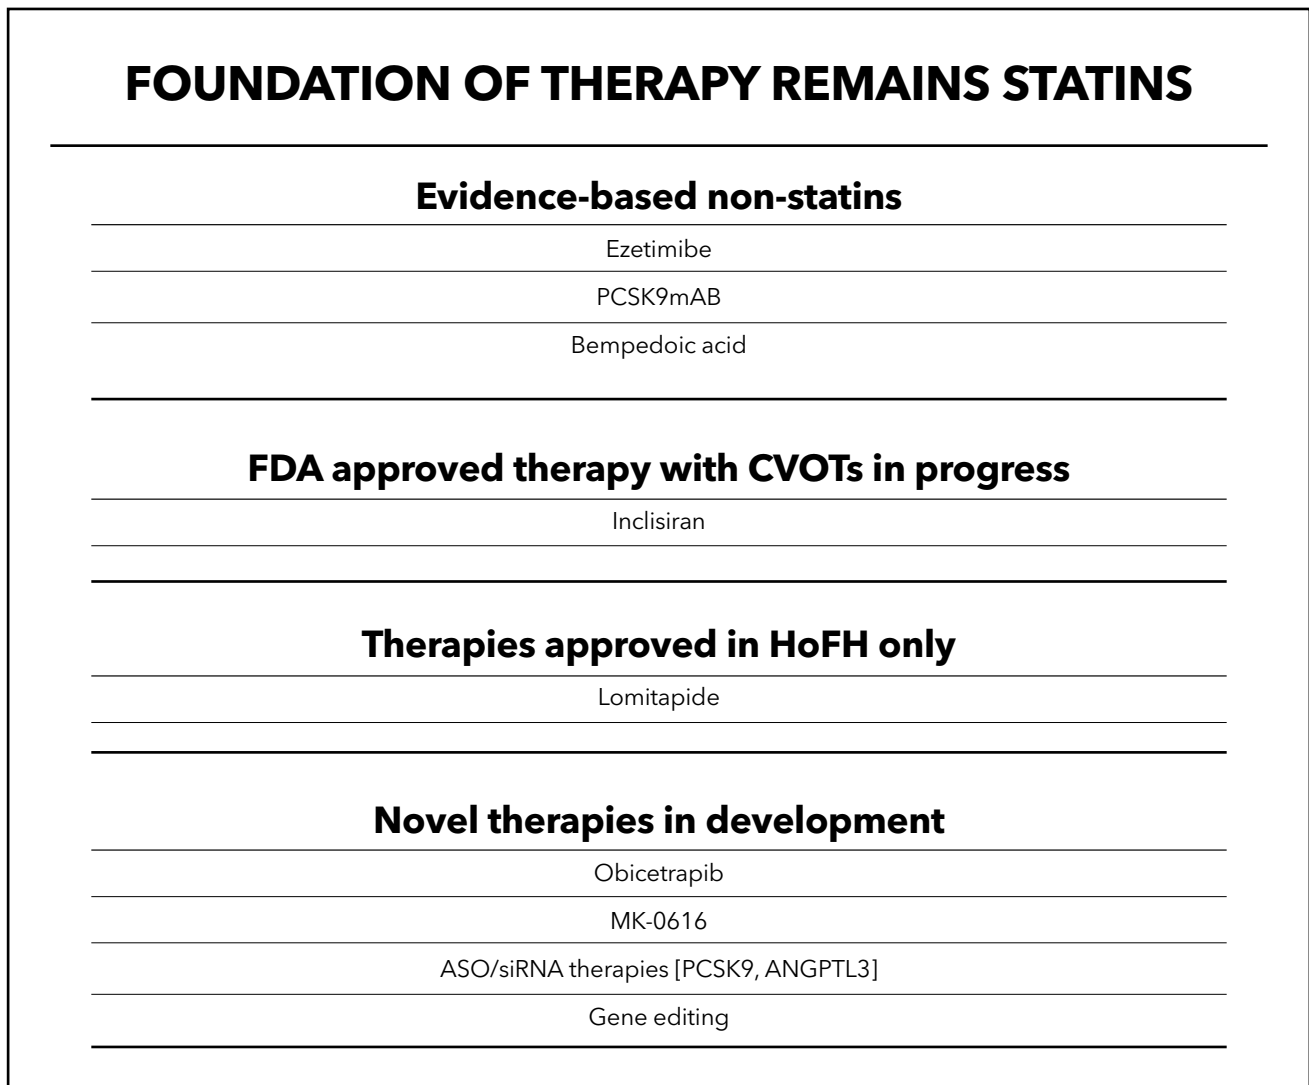 FOUNDATION OF THERAPY REMAINS STATINS
Evidence-based non-statins
Ezetimibe
PCSK9mAB
Bempedoic acid
FDA approved therapy with CVOTs in progress
Inclisiran
Therapies approved in HoFH only
Lomitapide
Novel therapies in development
Obicetrapib
MK-0616
ASO/siRNA therapies [PCSK9, ANGPTL3]
Gene editing